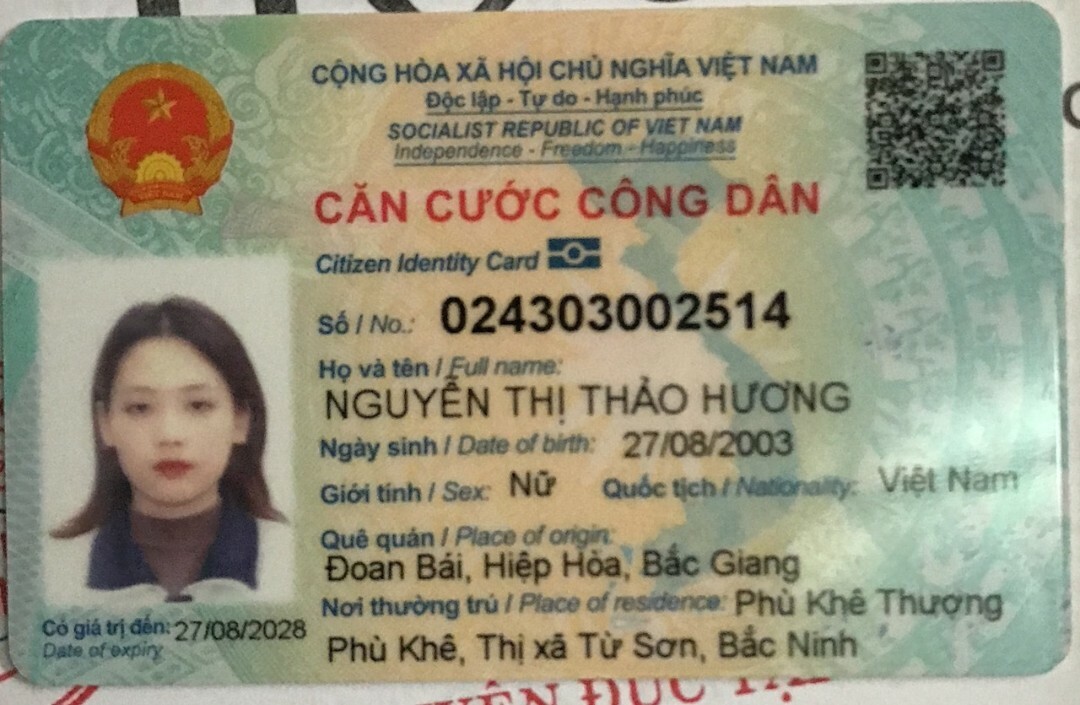 CỘNG HÒA XÃ HỘI CHỦ NGHĨA VIỆT NAM
Độc lập - Tự do - Hạnh phúc
SOCIALIST REPUBLIC OF VIET NAM
Independence - Freedom - Happiness
CĂN CƯỚC CÔNG DÂN
Citizen Identity Card
Số / No.: 024303002514
Họ và tên / Full name:
NGUYỄN THỊ THẢO HƯƠNG
Ngày sinh / Date of birth: 27/08/2003
Giới tính / Sex: Nữ Quốc tịch / Nationality: Việt Nam
Quê quán / Place of origin:
Đoan Bái, Hiệp Hòa, Bắc Giang
Nơi thường trú / Place of residence: Phù Khê Thượng
Phù Khê, Thị xã Từ Sơn, Bắc Ninh
Có giá trị đến: 27/08/2028
Date of expiry